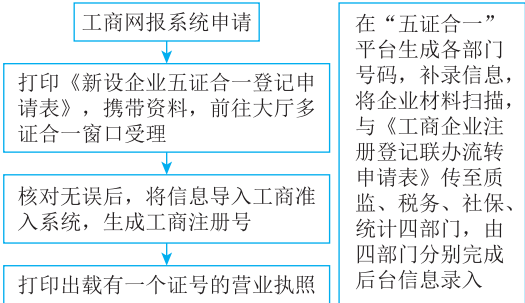 工商网报系统申请
打印《新设企业五证合一登记申
请表》，携带资料，前往大厅多
证合一窗口受理
核对无误后，将信息导入工商准
入系统，生成工商注册号
打印出载有一个证号的营业执照
在“五证合一”
平台生成各部门
号码，补录信息，
将企业材料扫描，
与《工商企业注
册登记联办流转
申请表》传至质
监、税务、社保、
统计四部门，由
四部门分别完成
后台信息录入